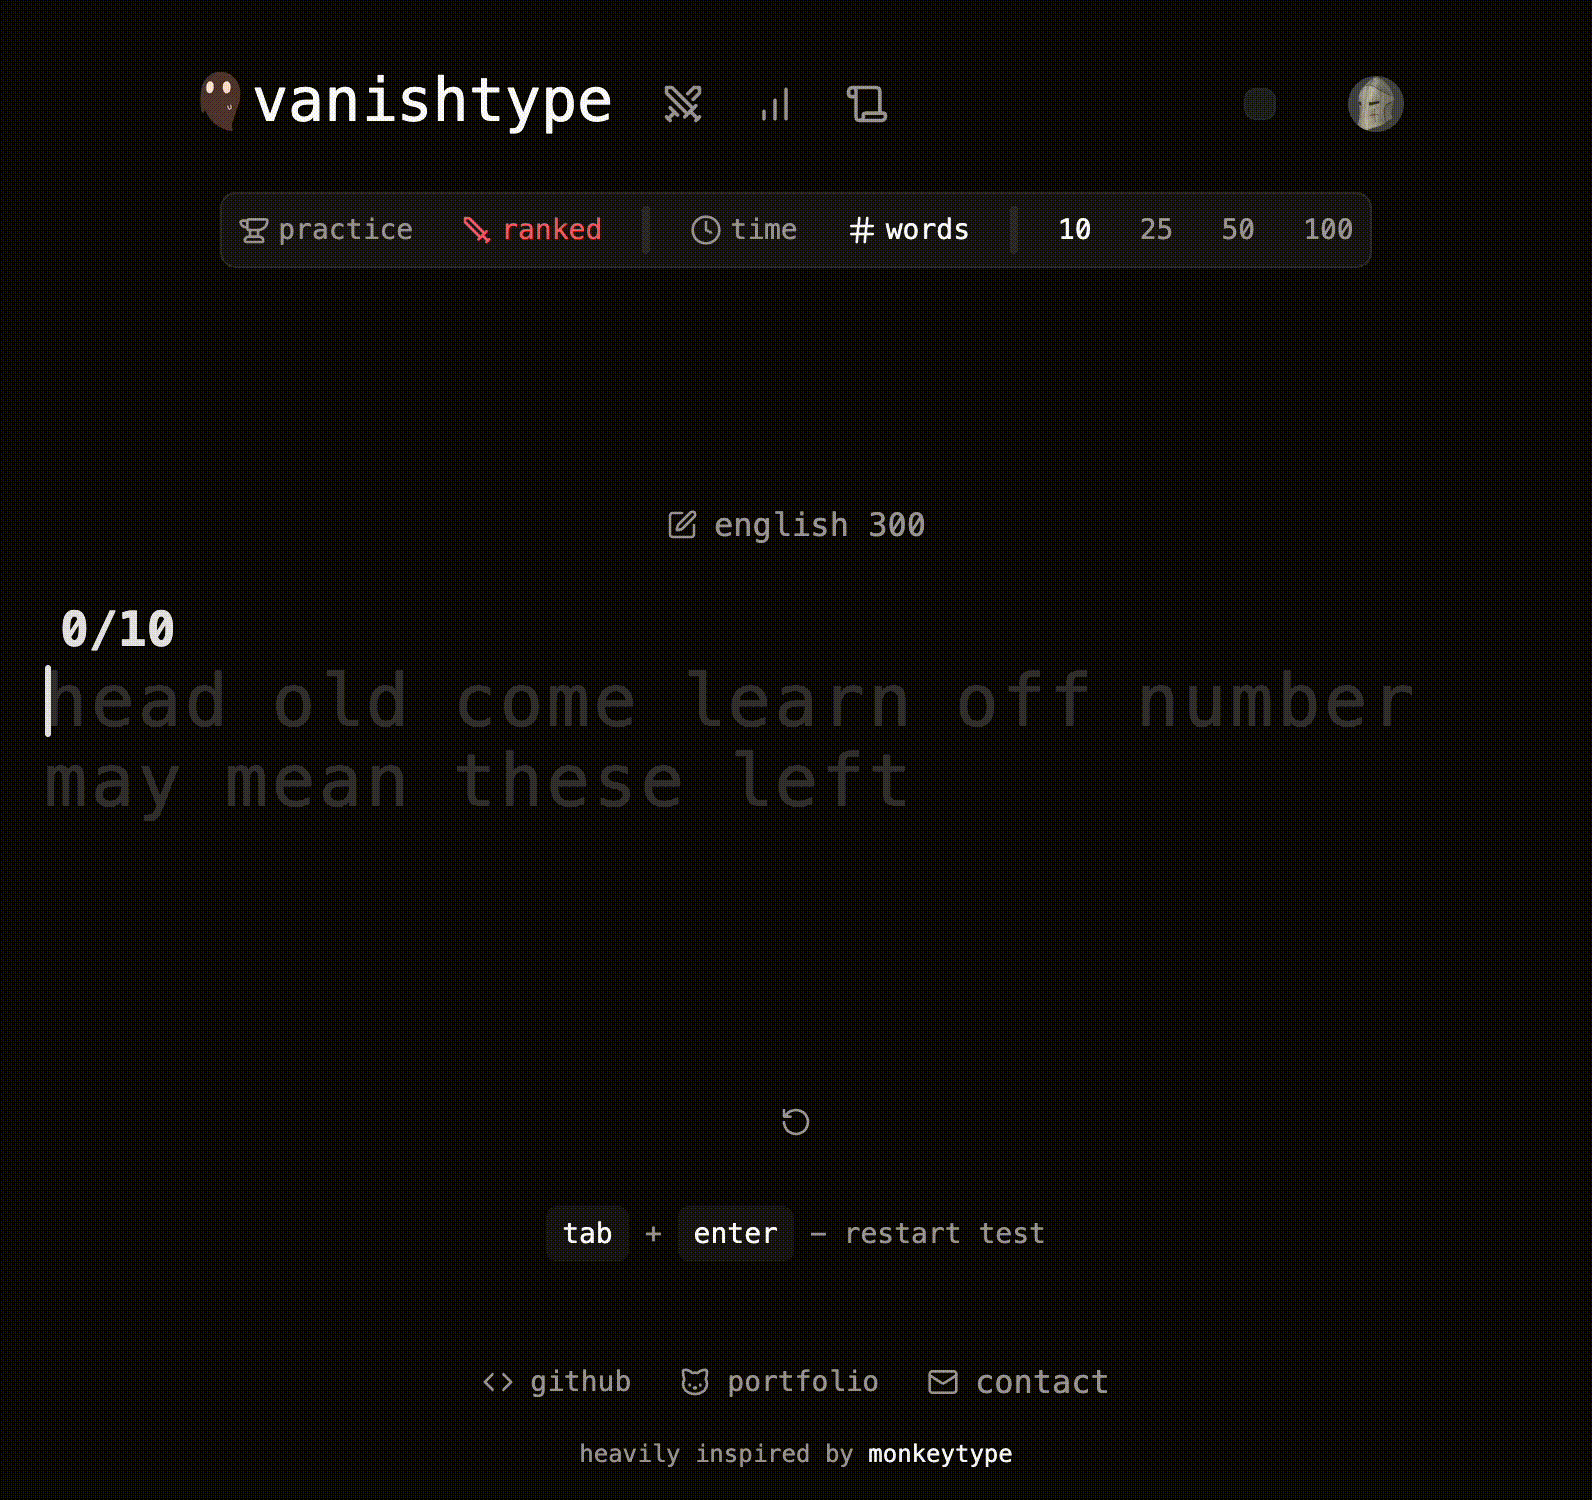 vanishtype
practice ranked time # words 10 25 50 100
english 300
0/10
head old come learn off number
may mean these left
tab + enter – restart test
github portfolio contact
heavily inspired by monkeytype